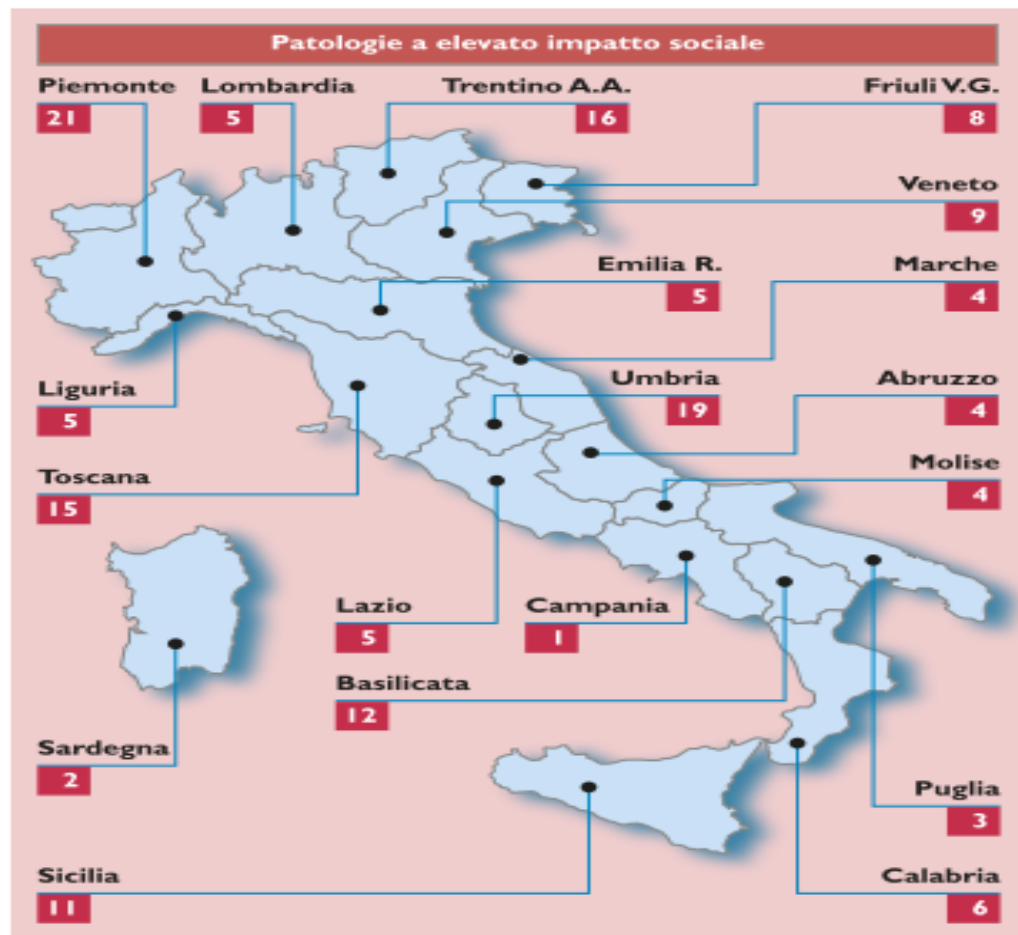 Patologie a elevato impatto sociale
Piemonte Lombardia Trentino A.A. Friuli V.G.
21 5 16 8
Veneto
9
Emilia R. Marche
5 4
Liguria Umbria Abruzzo
5 19 4
Toscana Molise
15 4
Lazio Campania
5 1
Basilicata
12
Sardegna
2
Puglia
3
Sicilia Calabria
11 6